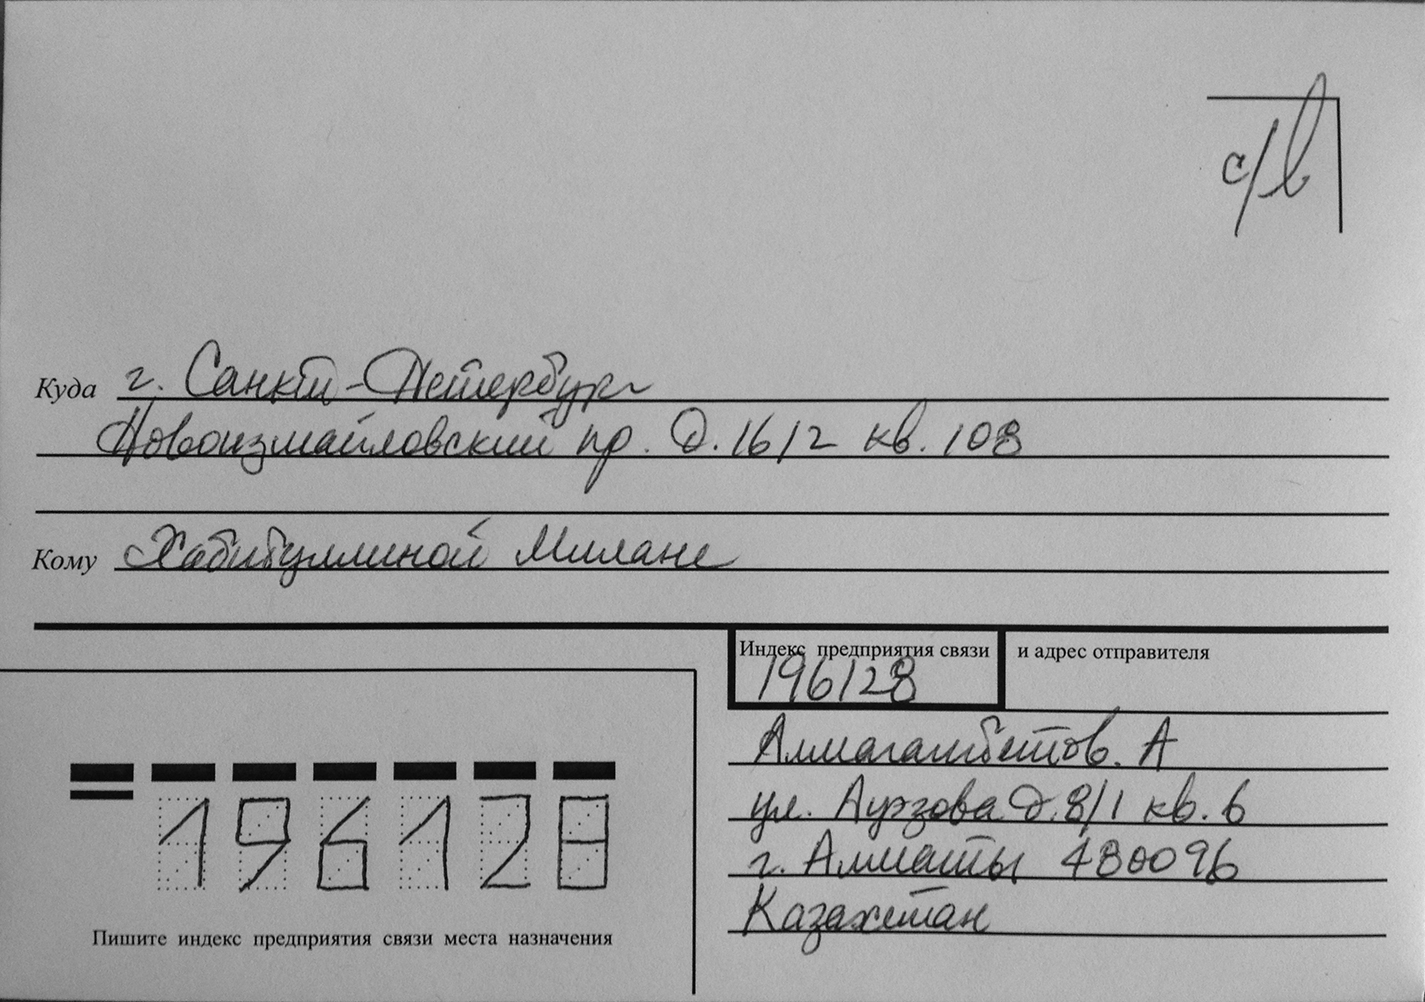 с/в
Куда г. Санкт-Петербург
Новоизмайловский пр. д. 16/2 кв. 108
Кому Хабибуллиной Милане
Индекс предприятия связи и адрес отправителя
196128
Алмагамбетов. А
ул. Ауэзова д. 8/1 кв. 6
г. Алматы 480096
Казахстан
196128
Пишите индекс предприятия связи места назначения